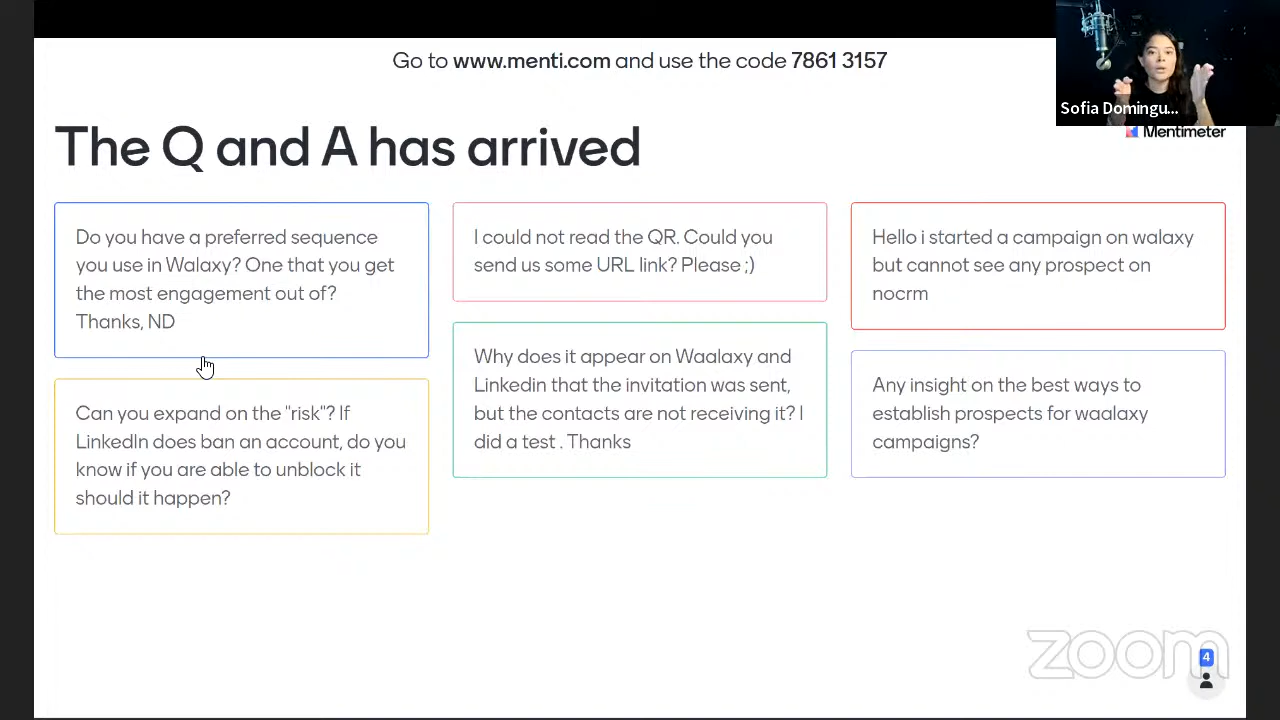 Go to www.menti.com and use the code 7861 3157
Sofia Domingu...
Mentimeter
The Q and A has arrived
Do you have a preferred sequence
you use in Walaxy? One that you get
the most engagement out of?
Thanks, ND
I could not read the QR. Could you
send us some URL link? Please ;)
Hello i started a campaign on walaxy
but cannot see any prospect on
nocrm
Can you expand on the "risk"? If
LinkedIn does ban an account, do you
know if you are able to unblock it
should it happen?
Why does it appear on Waalaxy and
Linkedin that the invitation was sent,
but the contacts are not receiving it? I
did a test . Thanks
Any insight on the best ways to
establish prospects for waalaxy
campaigns?
zoom
4